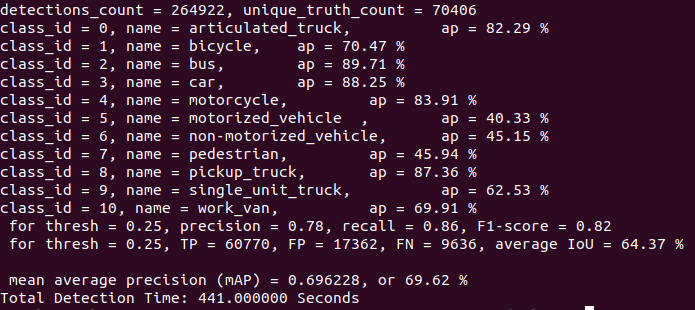 detections_count = 264922, unique_truth_count = 70406
class_id = 0, name = articulated_truck,          ap = 82.29 %
class_id = 1, name = bicycle,    ap = 70.47 %
class_id = 2, name = bus,        ap = 89.71 %
class_id = 3, name = car,        ap = 88.25 %
class_id = 4, name = motorcycle,         ap = 83.91 %
class_id = 5, name = motorized_vehicle  ,        ap = 40.33 %
class_id = 6, name = non-motorized_vehicle,      ap = 45.15 %
class_id = 7, name = pedestrian,         ap = 45.94 %
class_id = 8, name = pickup_truck,       ap = 87.36 %
class_id = 9, name = single_unit_truck,          ap = 62.53 %
class_id = 10, name = work_van,          ap = 69.91 %
 for thresh = 0.25, precision = 0.78, recall = 0.86, F1-score = 0.82
 for thresh = 0.25, TP = 60770, FP = 17362, FN = 9636, average IoU = 64.37 %
 mean average precision (mAP) = 0.696228, or 69.62 %
Total Detection Time: 441.000000 Seconds